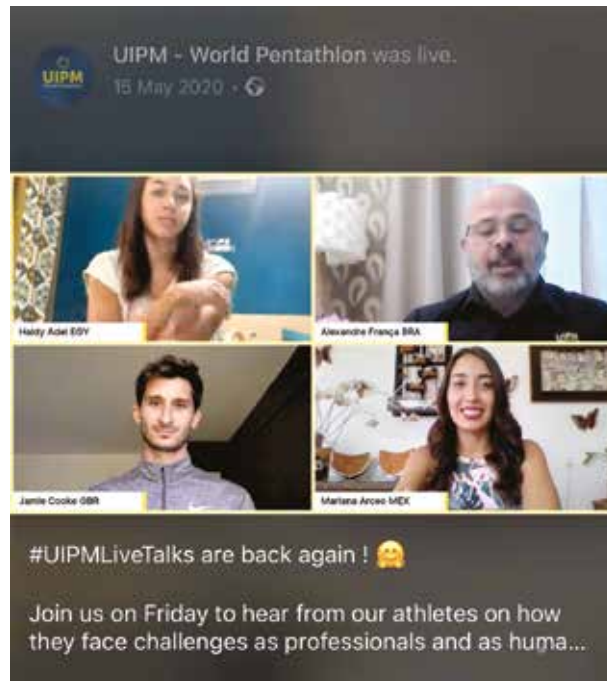 UIPM - World Pentathlon was live.
UIPM
15 May 2020 ·
Haidy Adel EGY
Alexandre França BRA
UIPM
Jamie Cooke GBR
Mariana Arceo MEX
#UIPMLiveTalks are back again ! 🤗
Join us on Friday to hear from our athletes on how
they face challenges as professionals and as huma...